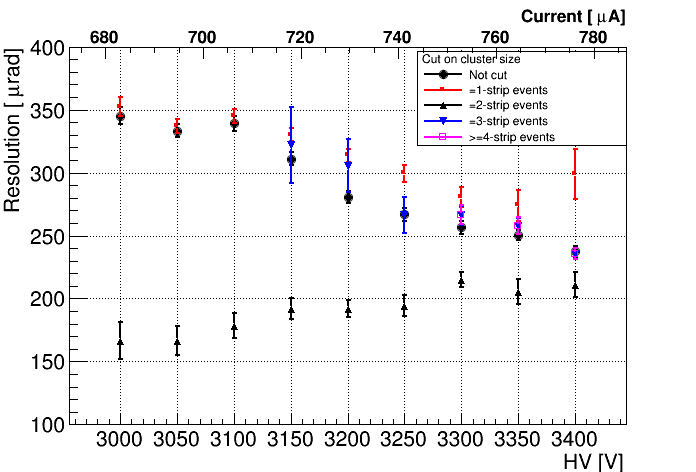 Current [ μA]
680 700 720 740 760 780
Resolution [ μrad]
400
350
300
250
200
150
100
Cut on cluster size
Not cut
=1-strip events
=2-strip events
=3-strip events
>=4-strip events
3000 3050 3100 3150 3200 3250 3300 3350 3400
HV [V]